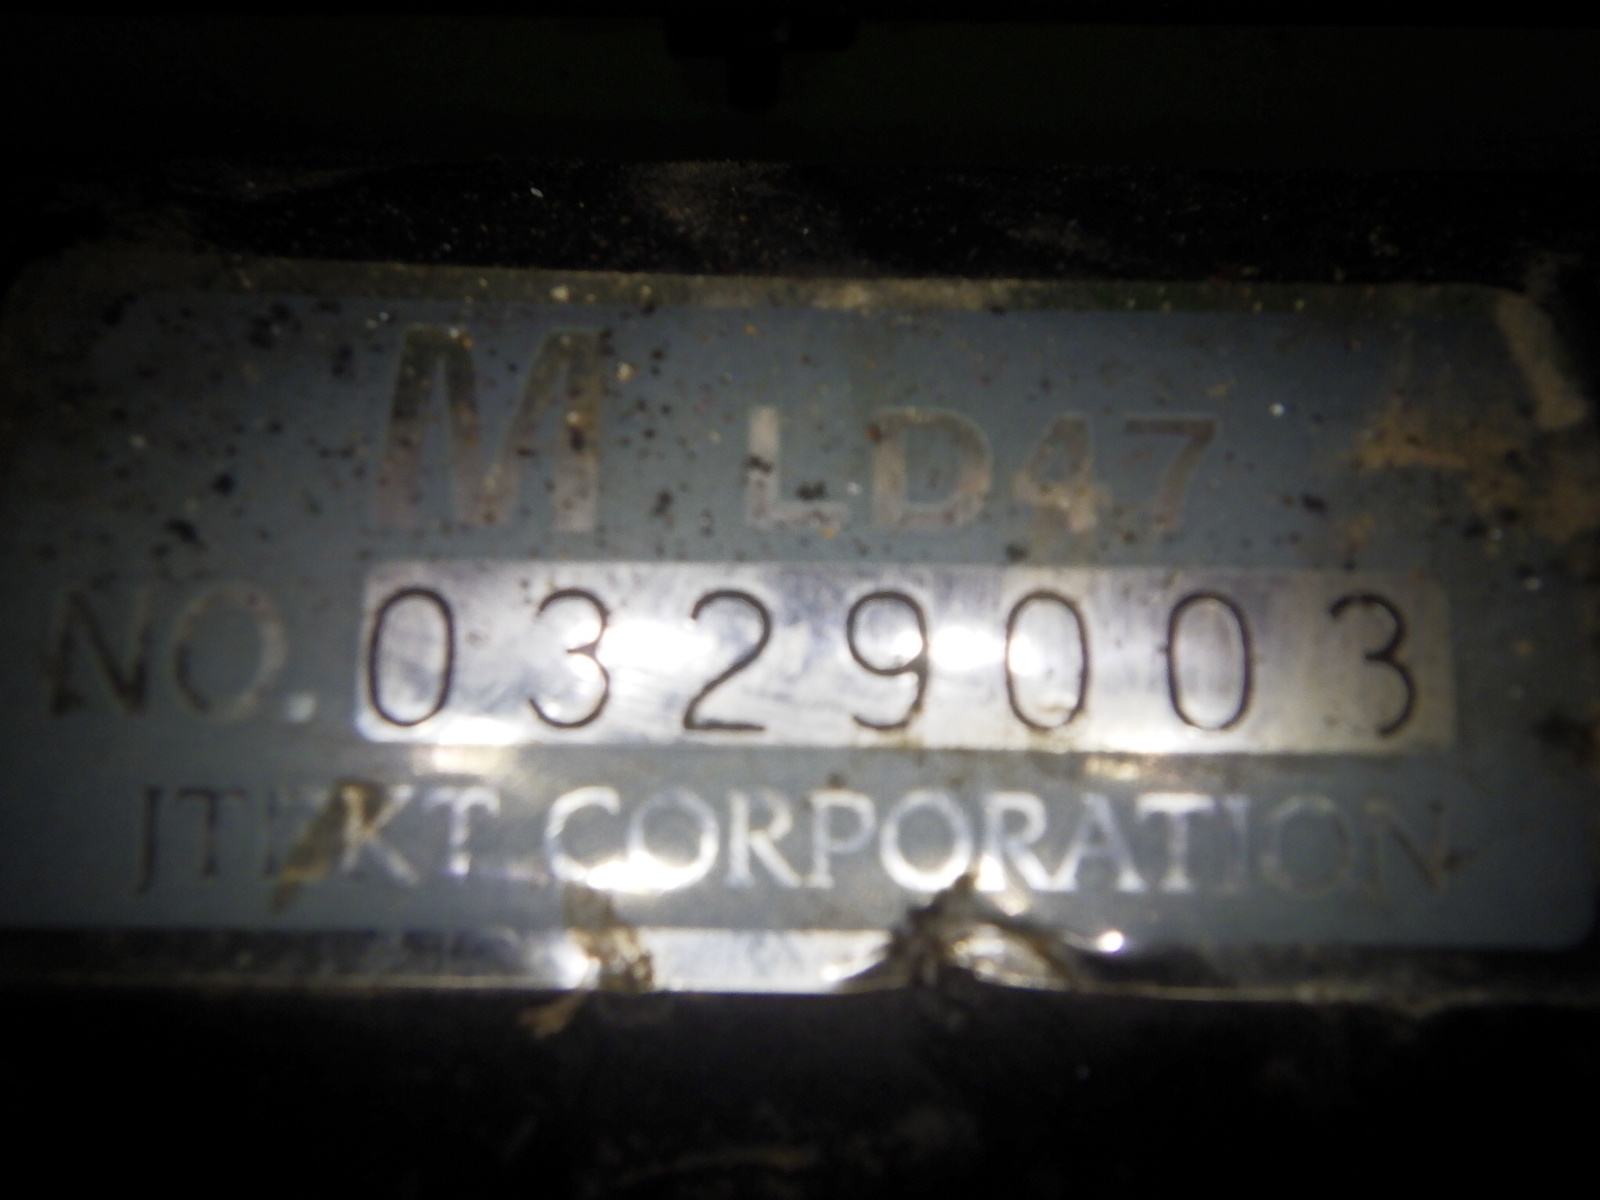 M LD47
NO. 0329003
JTEKT CORPORATION